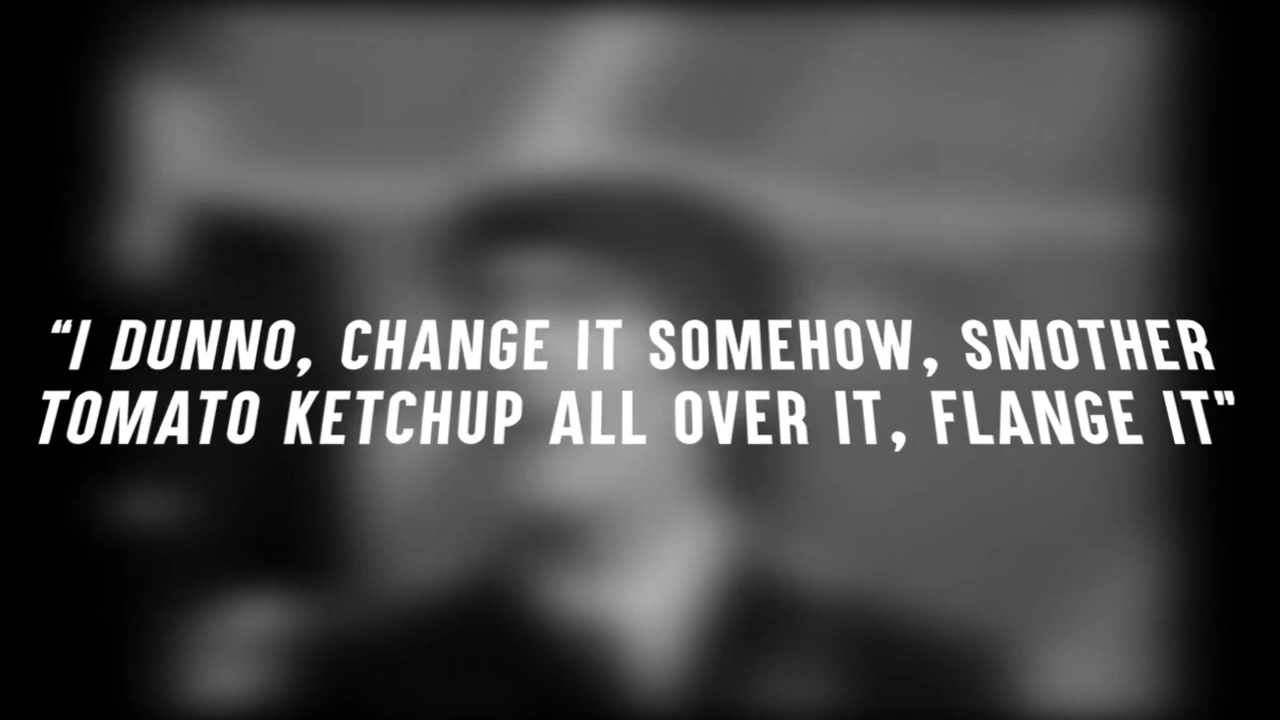 “I DUNNO, CHANGE IT SOMEHOW, SMOTHER
TOMATO KETCHUP ALL OVER IT, FLANGE IT"